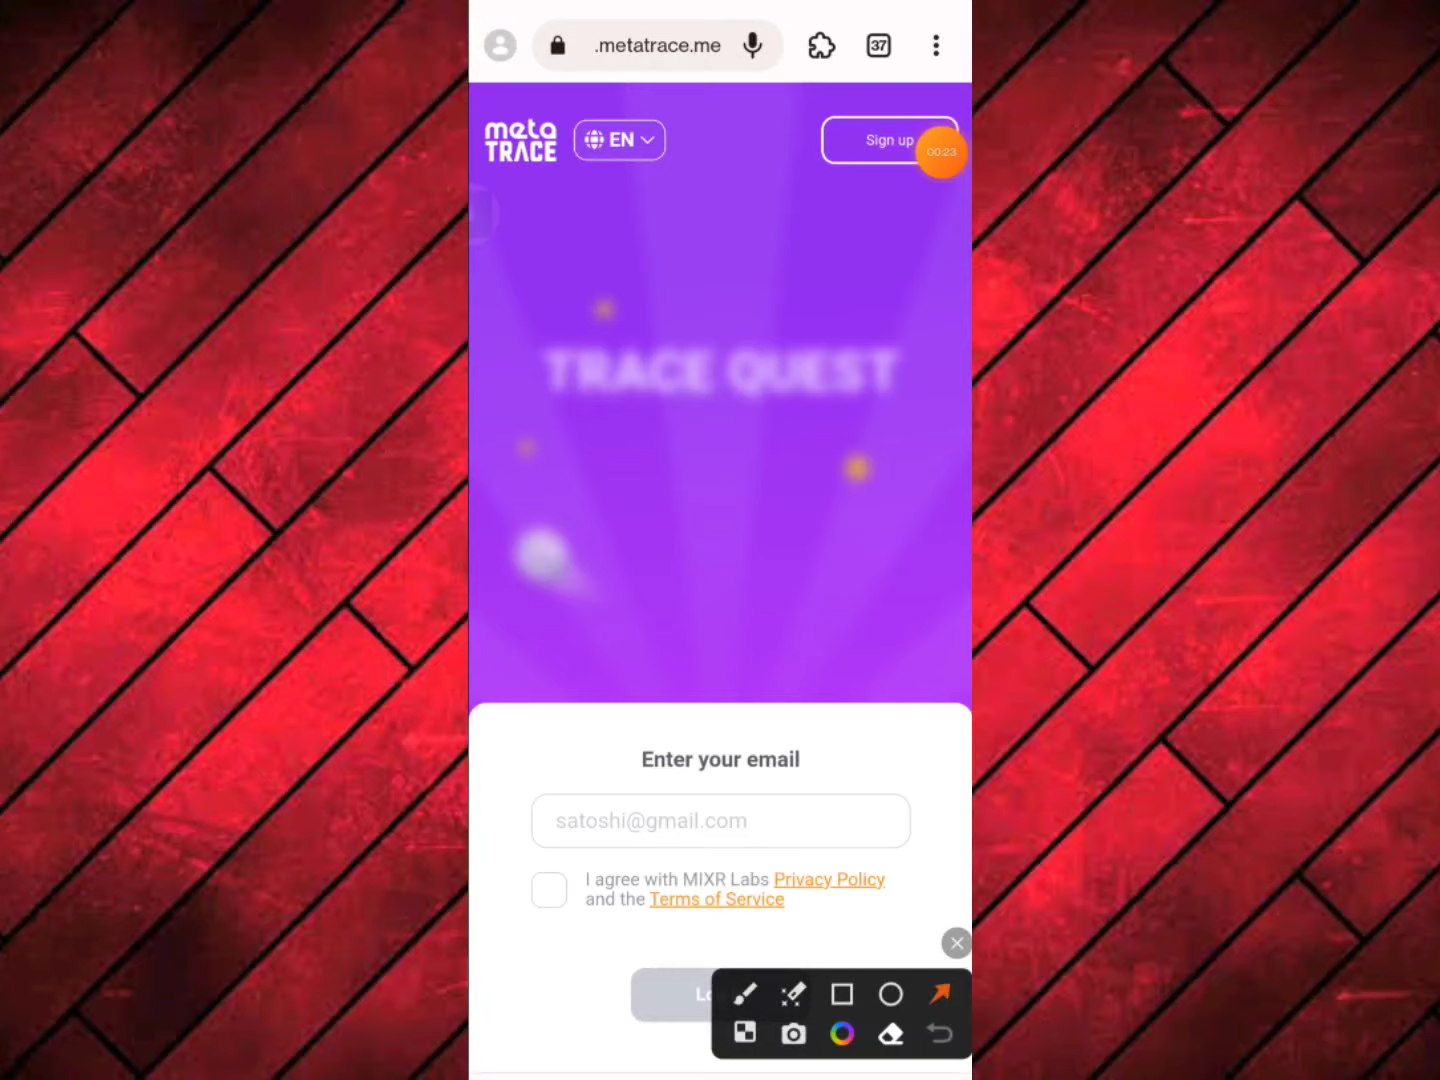 .metatrace.me
37
meta
TRACE
EN
Sign up
00:23
TRACE QUEST
Enter your email
satoshi@gmail.com
I agree with MIXR Labs Privacy Policy
and the Terms of Service